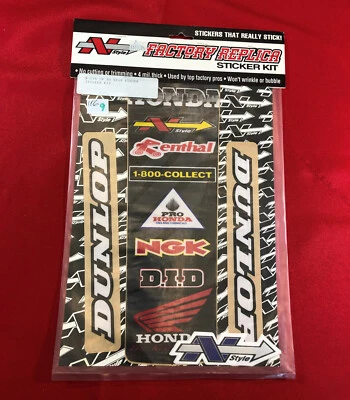 STICKERS THAT REALLY STICK!
N Style
FACTORY REPLICA
STICKER KIT
• No cutting or trimming • 4 mil. thick • Used by top factory pros • Won't wrinkle or bubble
HONDA
N Style
Renthal
1-800-COLLECT
PRO
HONDA
NGK
D.I.D
HONDA
DUNLOP
DUNLOP
N Style